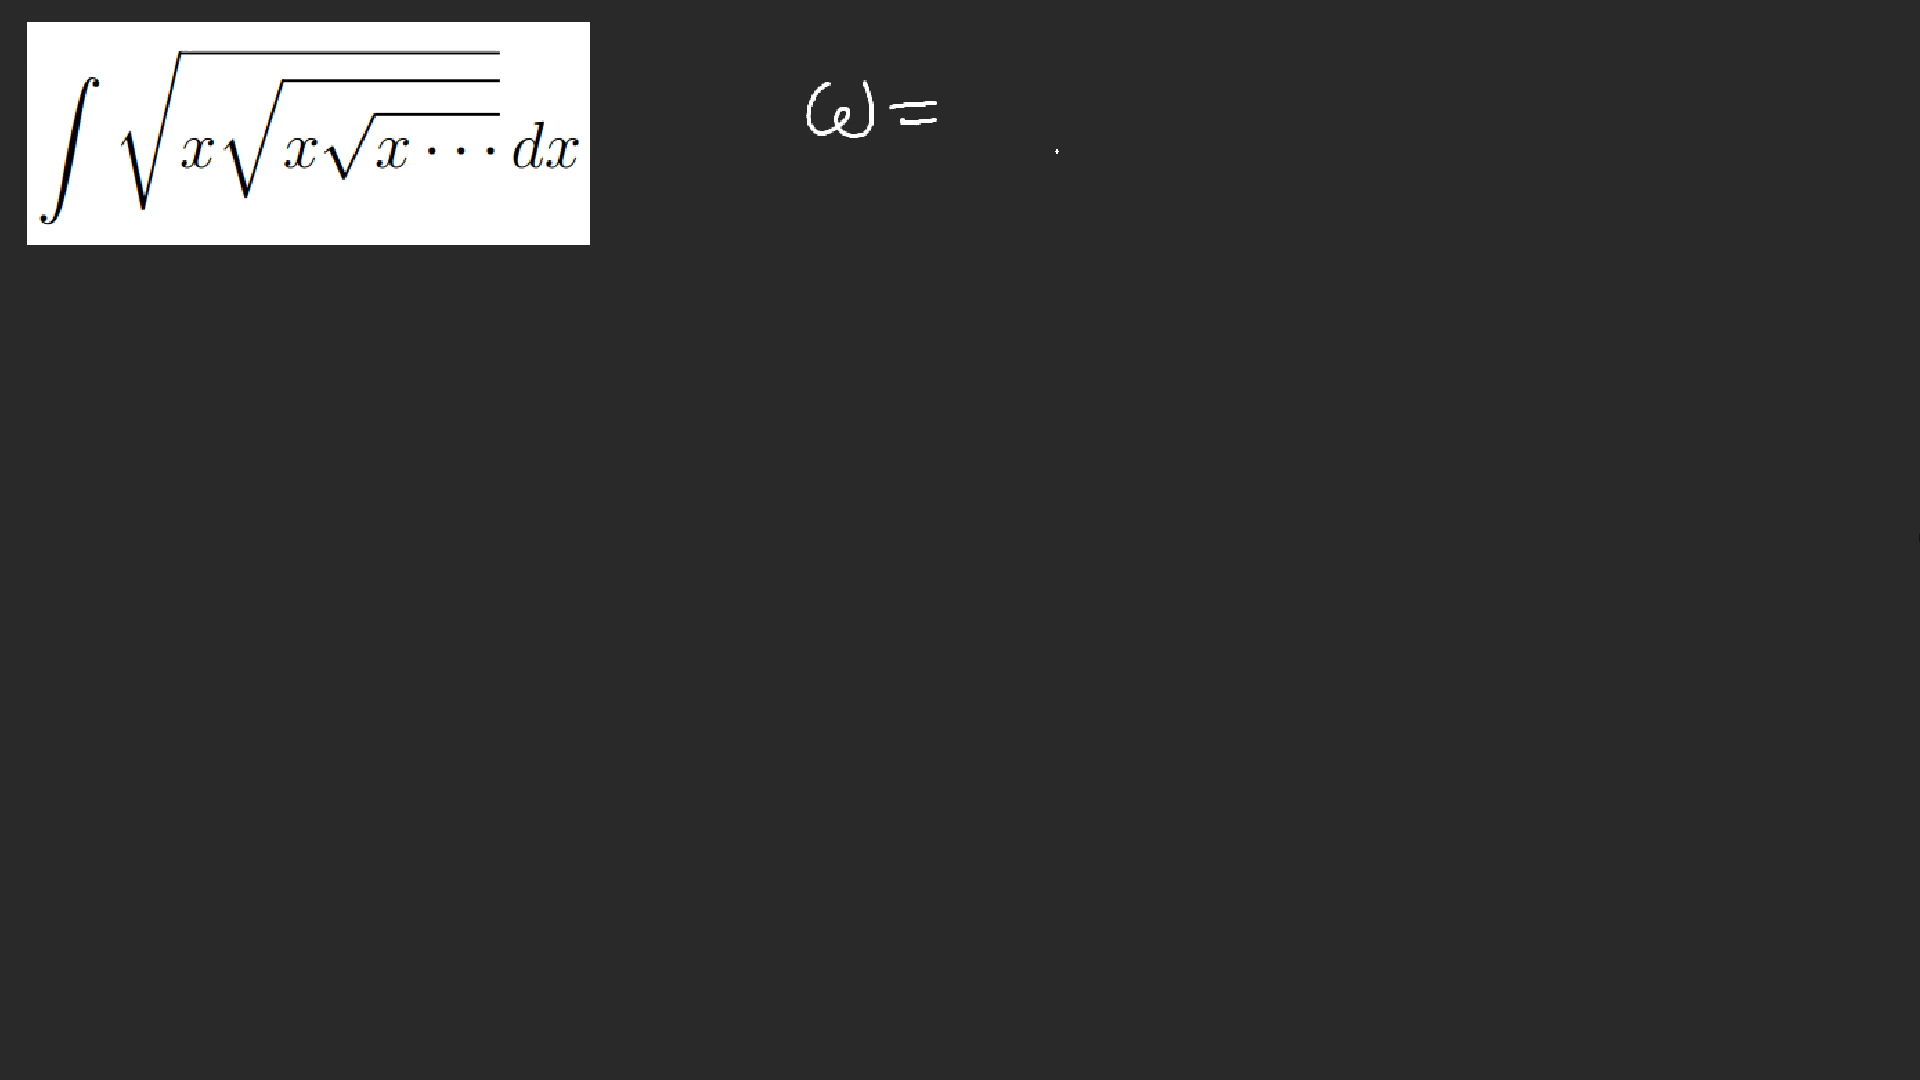 ∫ √(x√(x√(x ⋯))) dx
ω =